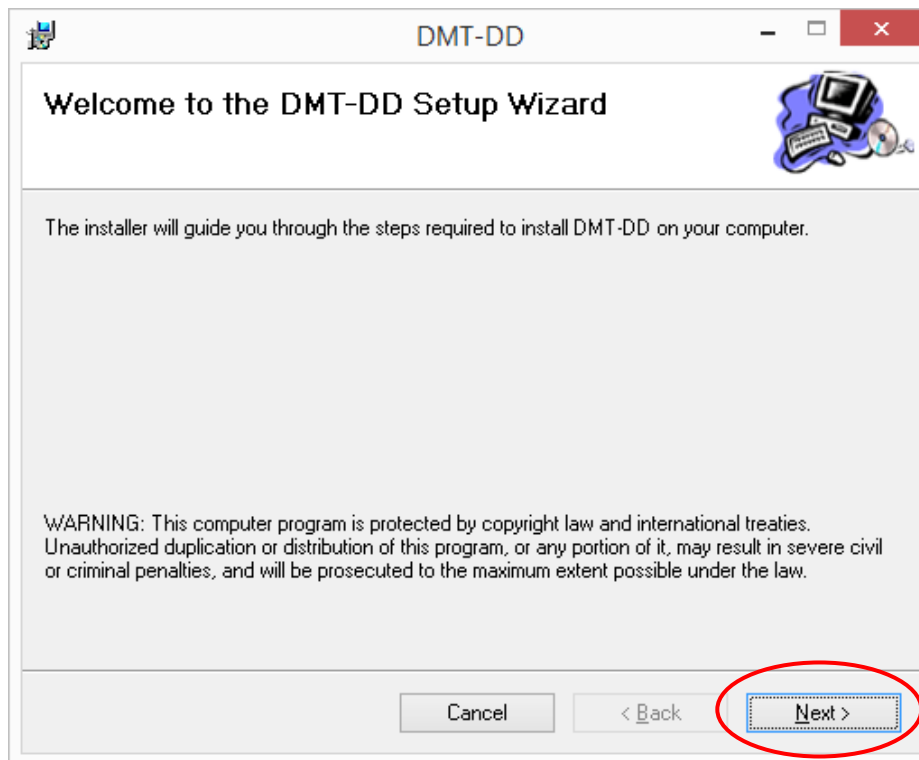 DMT-DD
Welcome to the DMT-DD Setup Wizard
The installer will guide you through the steps required to install DMT-DD on your computer.
WARNING: This computer program is protected by copyright law and international treaties.
Unauthorized duplication or distribution of this program, or any portion of it, may result in severe civil
or criminal penalties, and will be prosecuted to the maximum extent possible under the law.
Cancel
< Back
Next >